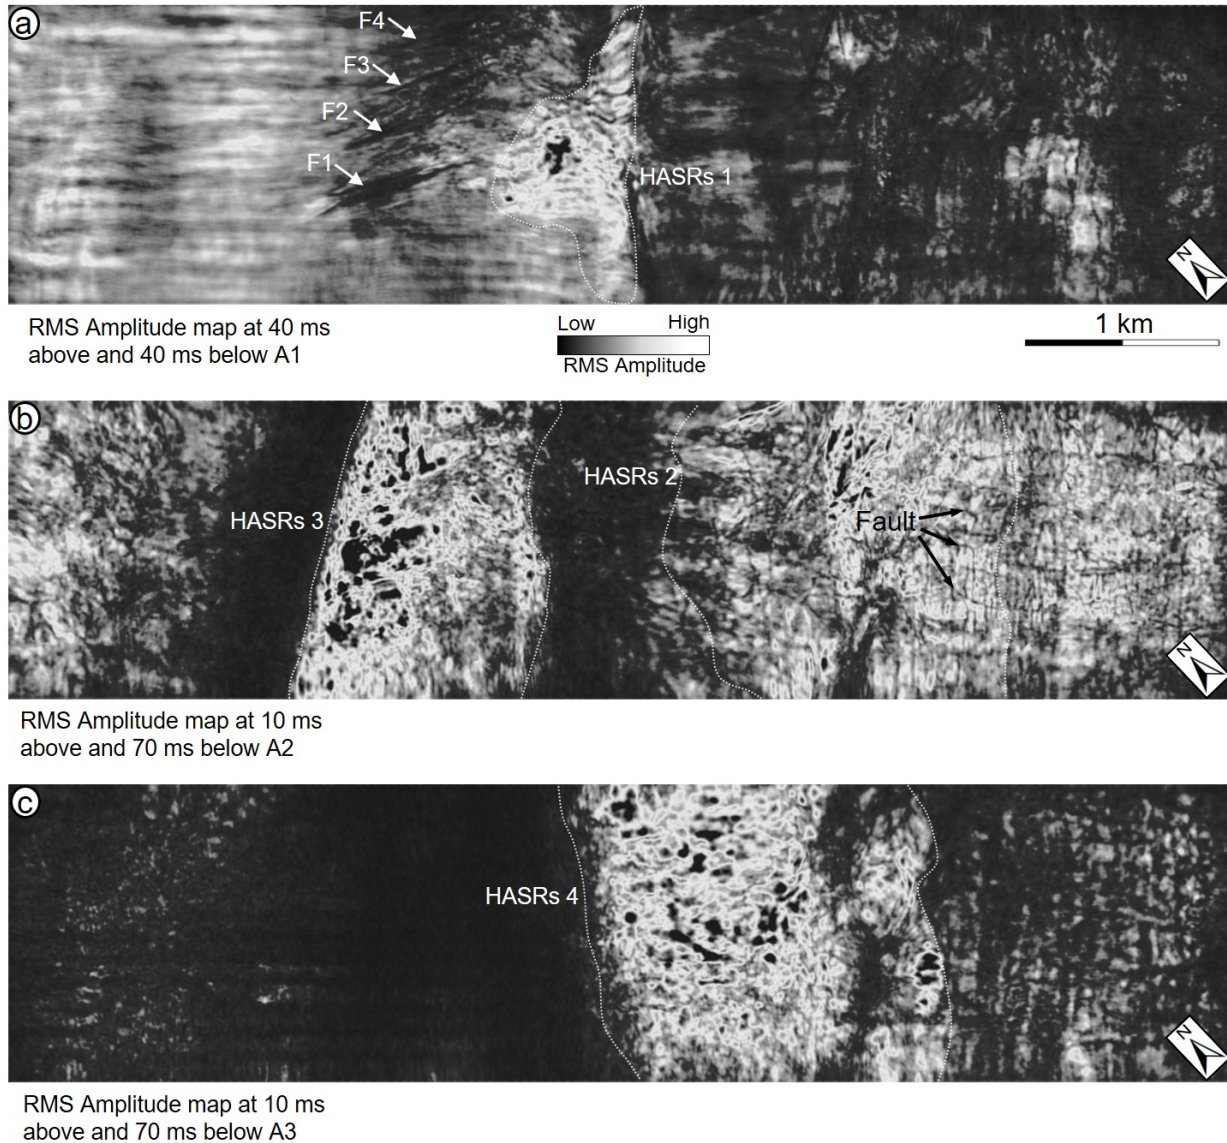 a
F4
F3
F2
F1
HASRs 1
N
RMS Amplitude map at 40 ms
above and 40 ms below A1
Low High
RMS Amplitude
1 km
b
HASRs 2
HASRs 3
Fault
N
RMS Amplitude map at 10 ms
above and 70 ms below A2
c
HASRs 4
N
RMS Amplitude map at 10 ms
above and 70 ms below A3